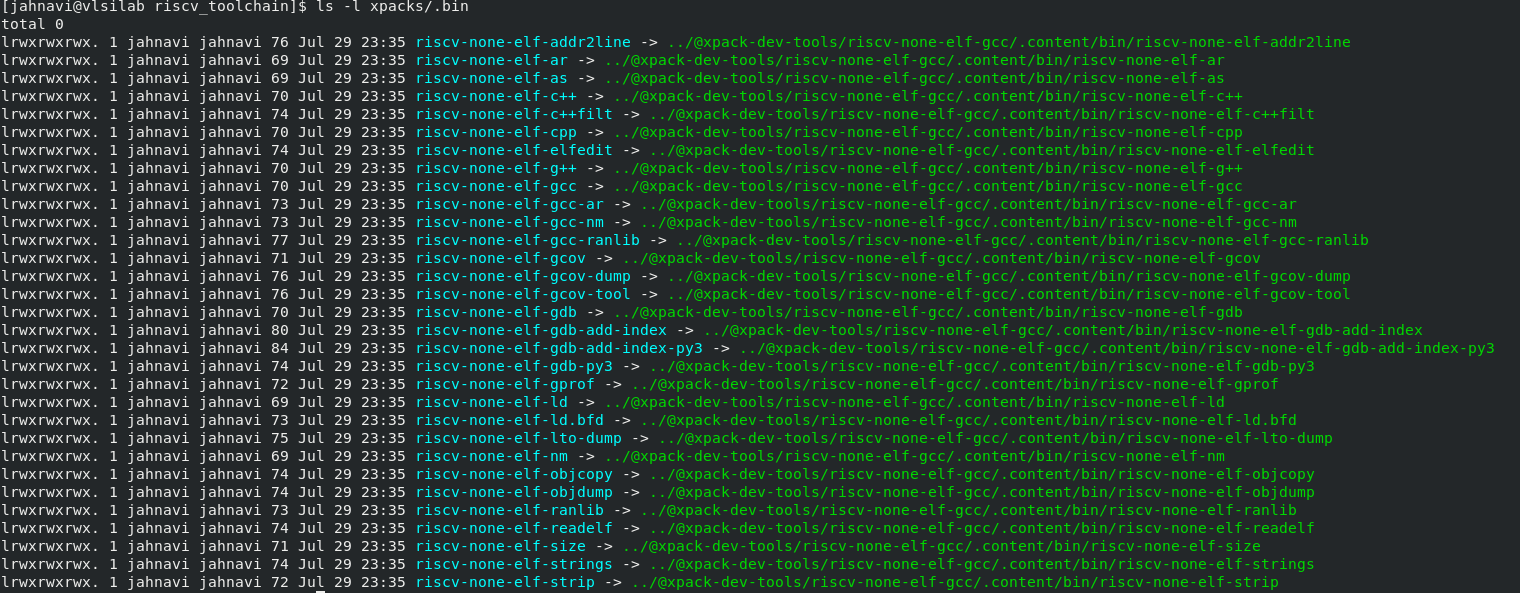 [jahnavi@vlsilab riscv_toolchain]$ ls -l xpacks/.bin
total 0
lrwxrwxrwx. 1 jahnavi jahnavi 76 Jul 29 23:35 riscv-none-elf-addr2line -> ../@xpack-dev-tools/riscv-none-elf-gcc/.content/bin/riscv-none-elf-addr2line
lrwxrwxrwx. 1 jahnavi jahnavi 69 Jul 29 23:35 riscv-none-elf-ar -> ../@xpack-dev-tools/riscv-none-elf-gcc/.content/bin/riscv-none-elf-ar
lrwxrwxrwx. 1 jahnavi jahnavi 69 Jul 29 23:35 riscv-none-elf-as -> ../@xpack-dev-tools/riscv-none-elf-gcc/.content/bin/riscv-none-elf-as
lrwxrwxrwx. 1 jahnavi jahnavi 70 Jul 29 23:35 riscv-none-elf-c++ -> ../@xpack-dev-tools/riscv-none-elf-gcc/.content/bin/riscv-none-elf-c++
lrwxrwxrwx. 1 jahnavi jahnavi 74 Jul 29 23:35 riscv-none-elf-c++filt -> ../@xpack-dev-tools/riscv-none-elf-gcc/.content/bin/riscv-none-elf-c++filt
lrwxrwxrwx. 1 jahnavi jahnavi 70 Jul 29 23:35 riscv-none-elf-cpp -> ../@xpack-dev-tools/riscv-none-elf-gcc/.content/bin/riscv-none-elf-cpp
lrwxrwxrwx. 1 jahnavi jahnavi 74 Jul 29 23:35 riscv-none-elf-elfedit -> ../@xpack-dev-tools/riscv-none-elf-gcc/.content/bin/riscv-none-elf-elfedit
lrwxrwxrwx. 1 jahnavi jahnavi 70 Jul 29 23:35 riscv-none-elf-g++ -> ../@xpack-dev-tools/riscv-none-elf-gcc/.content/bin/riscv-none-elf-g++
lrwxrwxrwx. 1 jahnavi jahnavi 70 Jul 29 23:35 riscv-none-elf-gcc -> ../@xpack-dev-tools/riscv-none-elf-gcc/.content/bin/riscv-none-elf-gcc
lrwxrwxrwx. 1 jahnavi jahnavi 73 Jul 29 23:35 riscv-none-elf-gcc-ar -> ../@xpack-dev-tools/riscv-none-elf-gcc/.content/bin/riscv-none-elf-gcc-ar
lrwxrwxrwx. 1 jahnavi jahnavi 73 Jul 29 23:35 riscv-none-elf-gcc-nm -> ../@xpack-dev-tools/riscv-none-elf-gcc/.content/bin/riscv-none-elf-gcc-nm
lrwxrwxrwx. 1 jahnavi jahnavi 77 Jul 29 23:35 riscv-none-elf-gcc-ranlib -> ../@xpack-dev-tools/riscv-none-elf-gcc/.content/bin/riscv-none-elf-gcc-ranlib
lrwxrwxrwx. 1 jahnavi jahnavi 71 Jul 29 23:35 riscv-none-elf-gcov -> ../@xpack-dev-tools/riscv-none-elf-gcc/.content/bin/riscv-none-elf-gcov
lrwxrwxrwx. 1 jahnavi jahnavi 76 Jul 29 23:35 riscv-none-elf-gcov-dump -> ../@xpack-dev-tools/riscv-none-elf-gcc/.content/bin/riscv-none-elf-gcov-dump
lrwxrwxrwx. 1 jahnavi jahnavi 76 Jul 29 23:35 riscv-none-elf-gcov-tool -> ../@xpack-dev-tools/riscv-none-elf-gcc/.content/bin/riscv-none-elf-gcov-tool
lrwxrwxrwx. 1 jahnavi jahnavi 70 Jul 29 23:35 riscv-none-elf-gdb -> ../@xpack-dev-tools/riscv-none-elf-gcc/.content/bin/riscv-none-elf-gdb
lrwxrwxrwx. 1 jahnavi jahnavi 80 Jul 29 23:35 riscv-none-elf-gdb-add-index -> ../@xpack-dev-tools/riscv-none-elf-gcc/.content/bin/riscv-none-elf-gdb-add-index
lrwxrwxrwx. 1 jahnavi jahnavi 84 Jul 29 23:35 riscv-none-elf-gdb-add-index-py3 -> ../@xpack-dev-tools/riscv-none-elf-gcc/.content/bin/riscv-none-elf-gdb-add-index-py3
lrwxrwxrwx. 1 jahnavi jahnavi 74 Jul 29 23:35 riscv-none-elf-gdb-py3 -> ../@xpack-dev-tools/riscv-none-elf-gcc/.content/bin/riscv-none-elf-gdb-py3
lrwxrwxrwx. 1 jahnavi jahnavi 72 Jul 29 23:35 riscv-none-elf-gprof -> ../@xpack-dev-tools/riscv-none-elf-gcc/.content/bin/riscv-none-elf-gprof
lrwxrwxrwx. 1 jahnavi jahnavi 69 Jul 29 23:35 riscv-none-elf-ld -> ../@xpack-dev-tools/riscv-none-elf-gcc/.content/bin/riscv-none-elf-ld
lrwxrwxrwx. 1 jahnavi jahnavi 73 Jul 29 23:35 riscv-none-elf-ld.bfd -> ../@xpack-dev-tools/riscv-none-elf-gcc/.content/bin/riscv-none-elf-ld.bfd
lrwxrwxrwx. 1 jahnavi jahnavi 75 Jul 29 23:35 riscv-none-elf-lto-dump -> ../@xpack-dev-tools/riscv-none-elf-gcc/.content/bin/riscv-none-elf-lto-dump
lrwxrwxrwx. 1 jahnavi jahnavi 69 Jul 29 23:35 riscv-none-elf-nm -> ../@xpack-dev-tools/riscv-none-elf-gcc/.content/bin/riscv-none-elf-nm
lrwxrwxrwx. 1 jahnavi jahnavi 74 Jul 29 23:35 riscv-none-elf-objcopy -> ../@xpack-dev-tools/riscv-none-elf-gcc/.content/bin/riscv-none-elf-objcopy
lrwxrwxrwx. 1 jahnavi jahnavi 74 Jul 29 23:35 riscv-none-elf-objdump -> ../@xpack-dev-tools/riscv-none-elf-gcc/.content/bin/riscv-none-elf-objdump
lrwxrwxrwx. 1 jahnavi jahnavi 73 Jul 29 23:35 riscv-none-elf-ranlib -> ../@xpack-dev-tools/riscv-none-elf-gcc/.content/bin/riscv-none-elf-ranlib
lrwxrwxrwx. 1 jahnavi jahnavi 74 Jul 29 23:35 riscv-none-elf-readelf -> ../@xpack-dev-tools/riscv-none-elf-gcc/.content/bin/riscv-none-elf-readelf
lrwxrwxrwx. 1 jahnavi jahnavi 71 Jul 29 23:35 riscv-none-elf-size -> ../@xpack-dev-tools/riscv-none-elf-gcc/.content/bin/riscv-none-elf-size
lrwxrwxrwx. 1 jahnavi jahnavi 74 Jul 29 23:35 riscv-none-elf-strings -> ../@xpack-dev-tools/riscv-none-elf-gcc/.content/bin/riscv-none-elf-strings
lrwxrwxrwx. 1 jahnavi jahnavi 72 Jul 29 23:35 riscv-none-elf-strip -> ../@xpack-dev-tools/riscv-none-elf-gcc/.content/bin/riscv-none-elf-strip